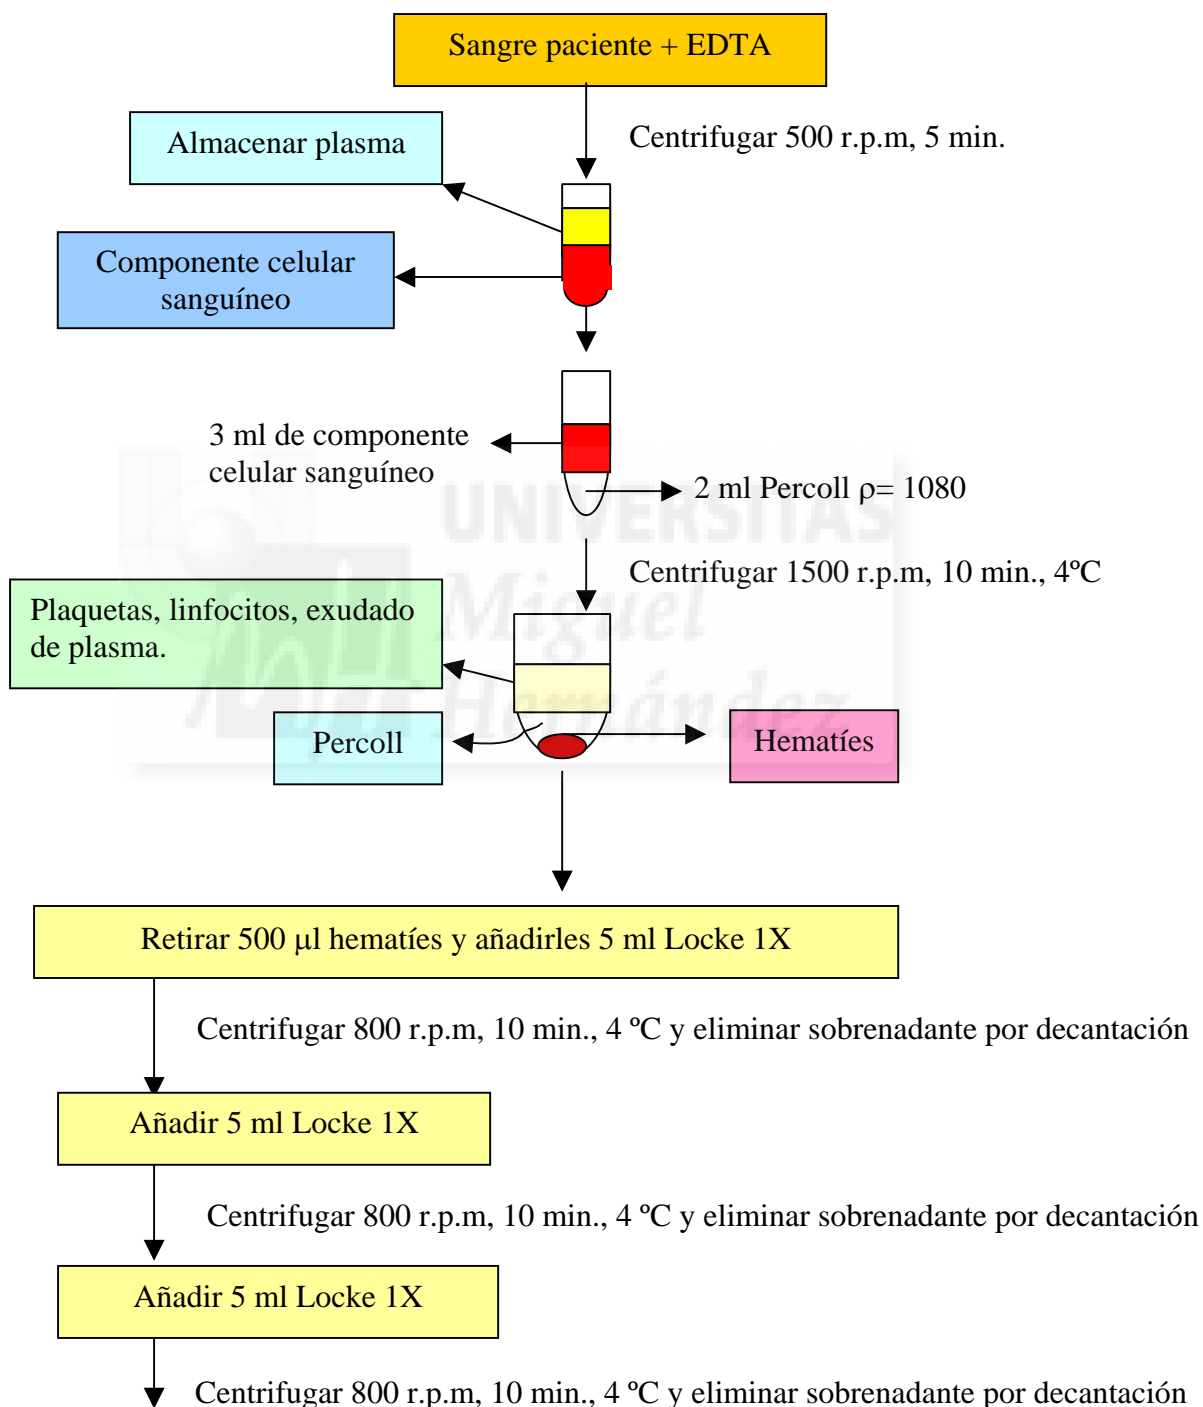 Sangre paciente + EDTA
Centrifugar 500 r.p.m, 5 min.
Almacenar plasma
Componente celular
sanguíneo
3 ml de componente
celular sanguíneo
2 ml Percoll ρ= 1080
UNIVERSITAS
Miguel
Hernández
Centrifugar 1500 r.p.m, 10 min., 4ºC
Plaquetas, linfocitos, exudado
de plasma.
Percoll
Hematíes
Retirar 500 μl hematíes y añadirles 5 ml Locke 1X
Centrifugar 800 r.p.m, 10 min., 4 ºC y eliminar sobrenadante por decantación
Añadir 5 ml Locke 1X
Centrifugar 800 r.p.m, 10 min., 4 ºC y eliminar sobrenadante por decantación
Añadir 5 ml Locke 1X
Centrifugar 800 r.p.m, 10 min., 4 ºC y eliminar sobrenadante por decantación